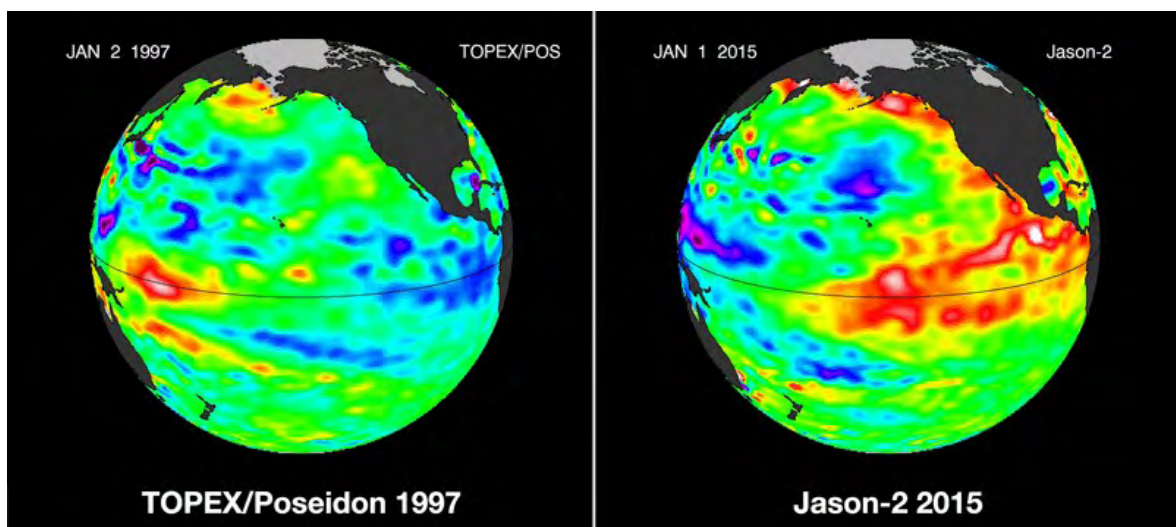 JAN 2 1997
TOPEX/POS
TOPEX/Poseidon 1997
JAN 1 2015
Jason-2
Jason-2 2015